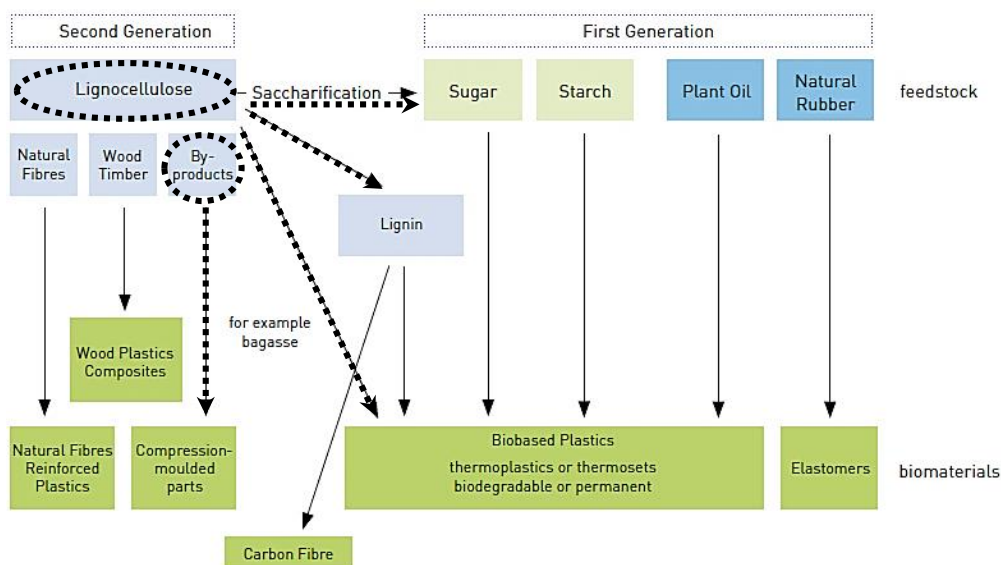 Second Generation
First Generation
Lignocellulose
Saccharification
Sugar
Starch
Plant Oil
Natural
Rubber
feedstock
Natural
Fibres
Wood
Timber
By-
products
Lignin
for example
bagasse
Wood Plastics
Composites
Natural Fibres
Reinforced
Plastics
Compression-
moulded
parts
Biobased Plastics
thermoplastics or thermosets
biodegradable or permanent
Elastomers
biomaterials
Carbon Fibre